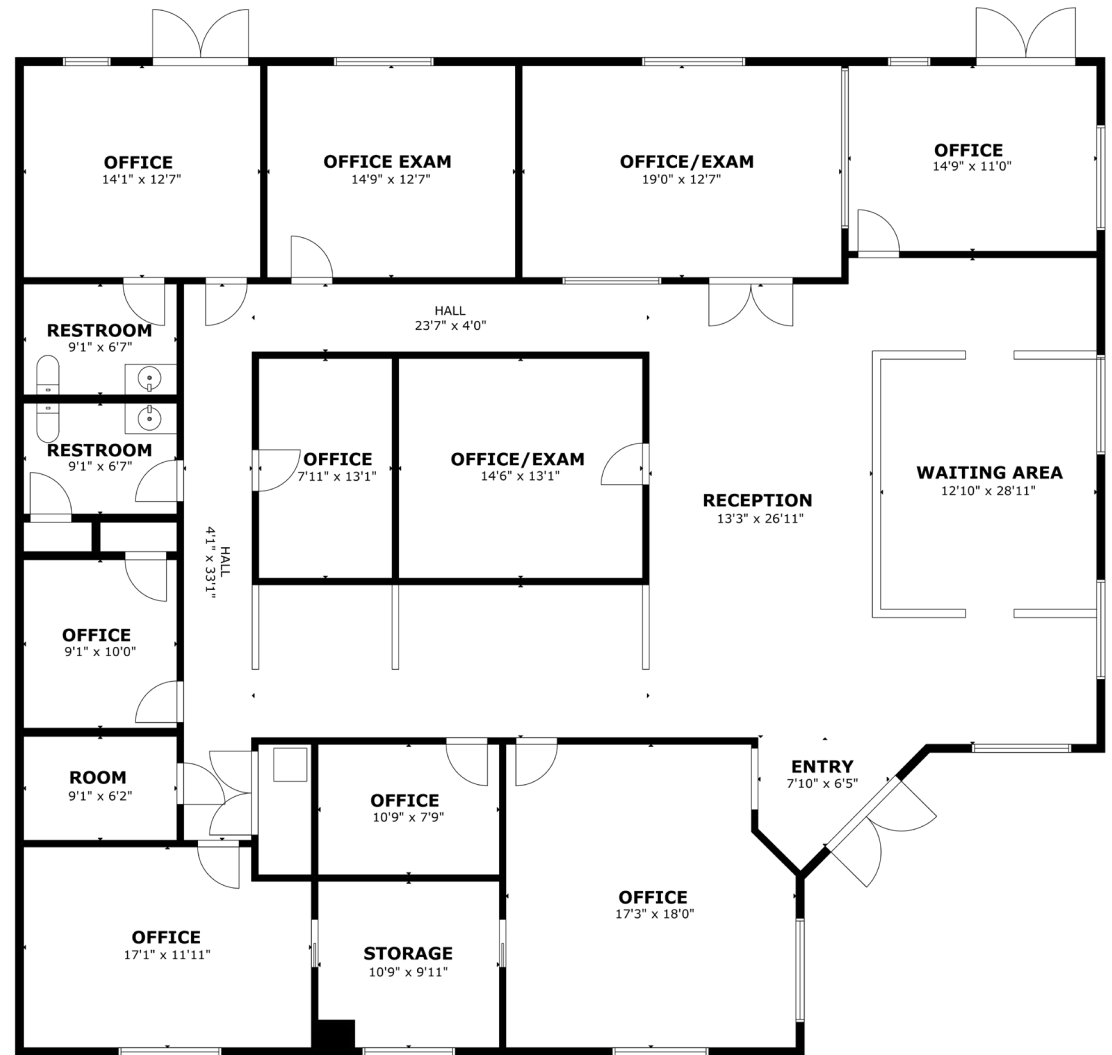 OFFICE
14'1" x 12'7"
OFFICE EXAM
14'9" x 12'7"
OFFICE/EXAM
19'0" x 12'7"
OFFICE
14'9" x 11'0"
RESTROOM
9'1" x 6'7"
HALL
23'7" x 4'0"
RESTROOM
9'1" x 6'7"
OFFICE
7'11" x 13'1"
OFFICE/EXAM
14'6" x 13'1"
RECEPTION
13'3" x 26'11"
WAITING AREA
12'10" x 28'11"
HALL
4'1" x 33'1"
OFFICE
9'1" x 10'0"
ROOM
9'1" x 6'2"
OFFICE
10'9" x 7'9"
ENTRY
7'10" x 6'5"
OFFICE
17'1" x 11'11"
STORAGE
10'9" x 9'11"
OFFICE
17'3" x 18'0"